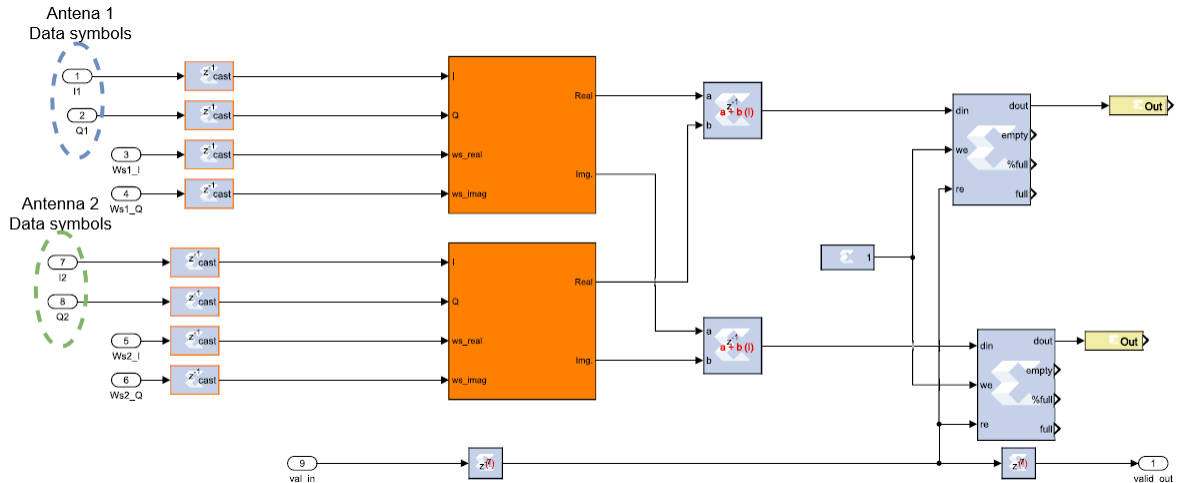 Antena 1
Data symbols
1
I1
z-1 cast
2
Q1
z-1 cast
3
Ws1_I
z-1 cast
4
Ws1_Q
z-1 cast
I
Q
ws_real
ws_imag
Real
Img.
a
b
z-1
a + b (!)
din
we
re
dout
empty
%full
full
Out
1
Antenna 2
Data symbols
7
I2
z-1 cast
8
Q2
z-1 cast
5
Ws2_I
z-1 cast
6
Ws2_Q
z-1 cast
I
Q
ws_real
ws_imag
Real
Img.
a
b
z-1
a + b (!)
din
we
re
dout
empty
%full
full
Out
9
val_in
1
valid_out